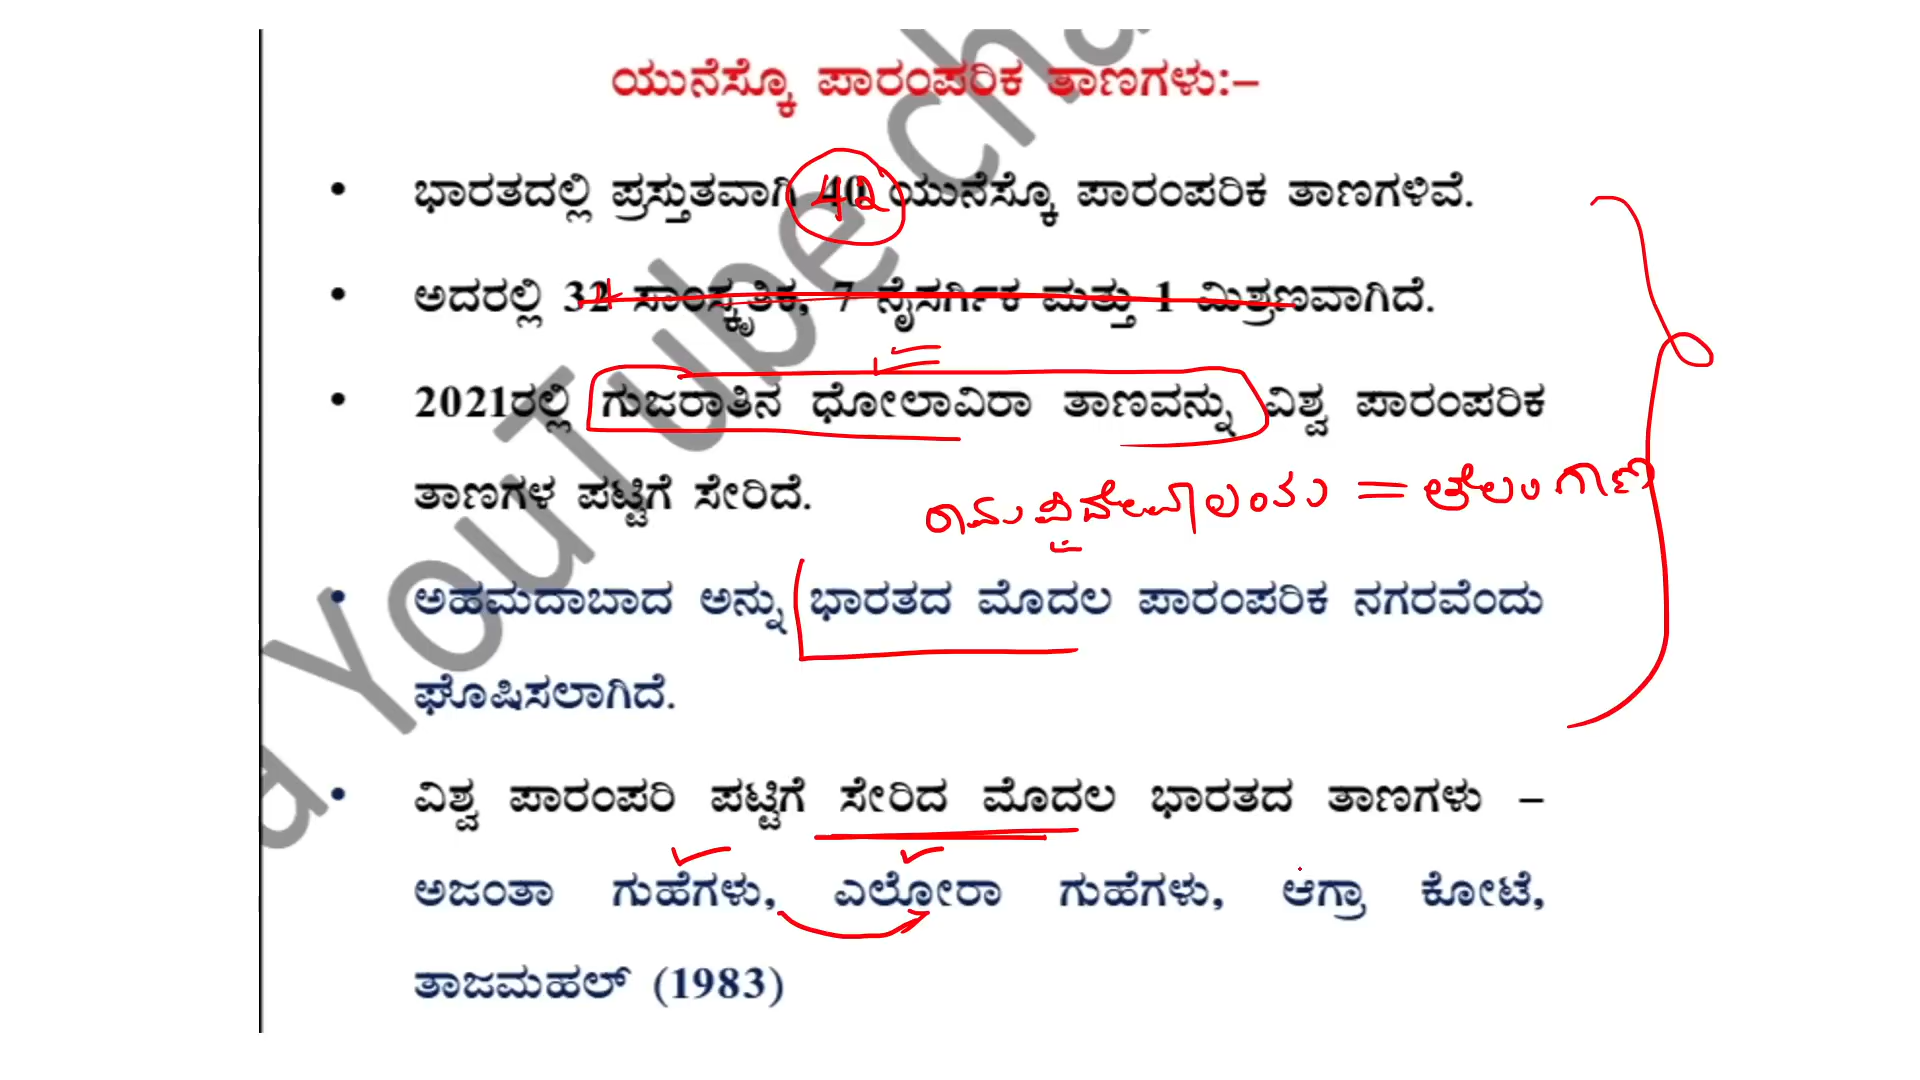 ಯುನೆಸ್ಕೊ ಪಾರಂಪರಿಕ ತಾಣಗಳು:–
• ಭಾರತದಲ್ಲಿ ಪ್ರಸ್ತುತವಾಗಿ 42 ಯುನೆಸ್ಕೊ ಪಾರಂಪರಿಕ ತಾಣಗಳಿವೆ.
• ಅದರಲ್ಲಿ 32 ಸಾಂಸ್ಕೃತಿಕ, 7 ನೈಸರ್ಗಿಕ ಮತ್ತು 1 ಮಿಶ್ರಣವಾಗಿದೆ.
• 2021ರಲ್ಲಿ ಗುಜರಾತಿನ ಧೋಲಾವಿರಾ ತಾಣವನ್ನು ವಿಶ್ವ ಪಾರಂಪರಿಕ
ತಾಣಗಳ ಪಟ್ಟಿಗೆ ಸೇರಿದೆ.
= ತೆಲಂಗಾಣ
• ಅಹಮದಾಬಾದ ಅನ್ನು ಭಾರತದ ಮೊದಲ ಪಾರಂಪರಿಕ ನಗರವೆಂದು
ಘೊಷಿಸಲಾಗಿದೆ.
• ವಿಶ್ವ ಪಾರಂಪರಿ ಪಟ್ಟಿಗೆ ಸೇರಿದ ಮೊದಲ ಭಾರತದ ತಾಣಗಳು –
ಅಜಂತಾ ಗುಹೆಗಳು, ಎಲೋರಾ ಗುಹೆಗಳು, ಆಗ್ರಾ ಕೋಟೆ,
ತಾಜಮಹಲ್ (1983)
YouTube